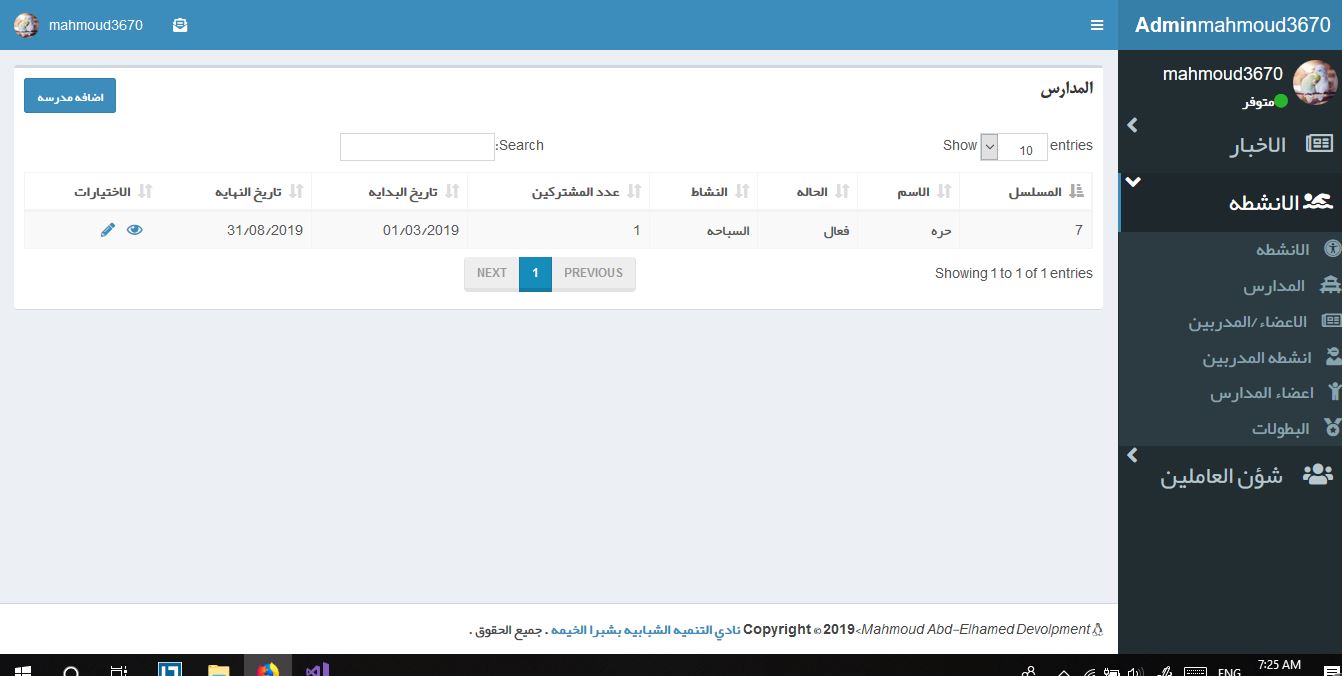 Adminmahmoud3670
mahmoud3670
mahmoud3670
متوفر
الاخبار
الانشطه
الانشطه
المدارس
الاعضاء/المدربين
انشطه المدربين
اعضاء المدارس
البطولات
شؤن العاملين
المدارس
اضافه مدرسه
Show 10 entries
Search:
المسلسل الاسم الحاله النشاط عدد المشتركين تاريخ البدايه تاريخ النهايه الاختيارات
7 حره فعال السباحه 1 01/03/2019 31/08/2019
Showing 1 to 1 of 1 entries
PREVIOUS 1 NEXT
Mahmoud Abd-Elhamed Devolpment> Copyright © 2019 نادي التنميه الشبابيه بشبرا الخيمه . جميع الحقوق .
ENG
7:25 AM